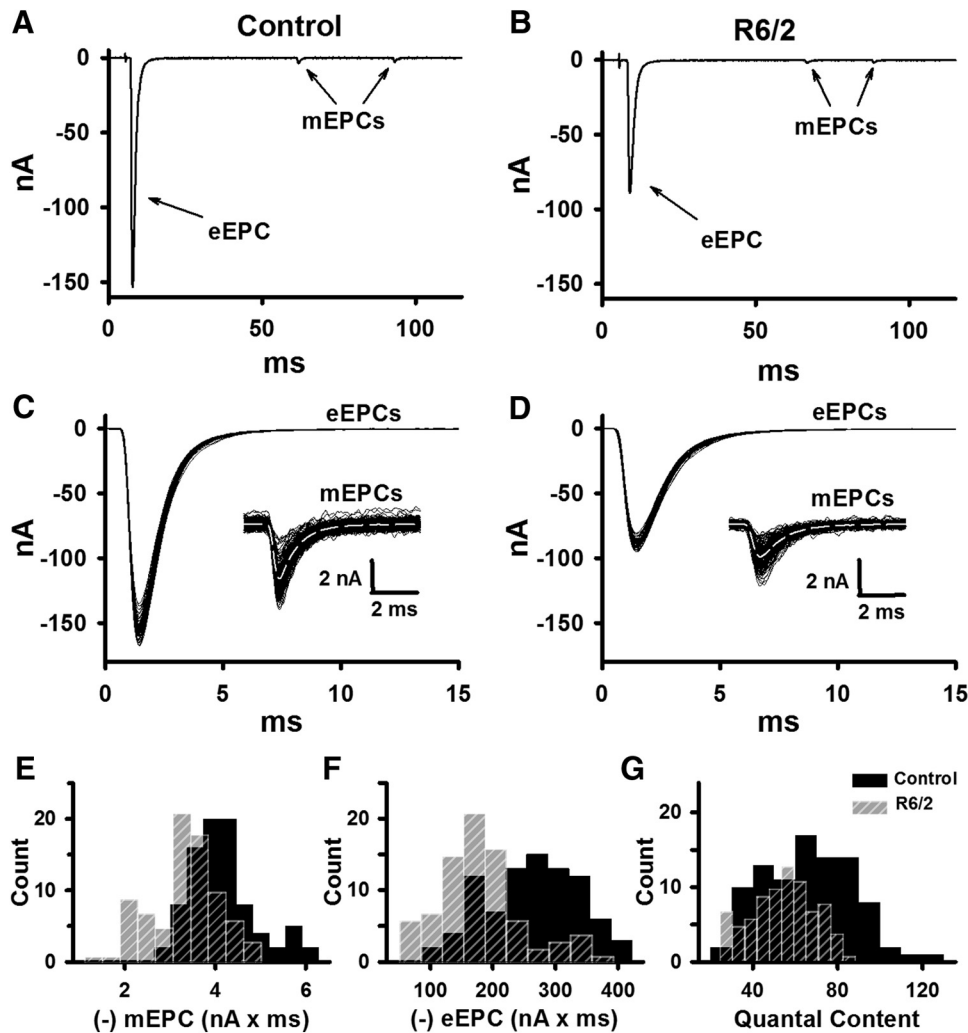 A
Control
0
-50
-100
-150
nA
mEPCs
eEPC
0
50
100
ms
B
R6/2
0
-50
-100
-150
nA
mEPCs
eEPC
0
50
100
ms
C
0
-50
-100
-150
nA
eEPCs
mEPCs
2 nA
2 ms
0
5
10
15
ms
D
0
-50
-100
-150
nA
eEPCs
mEPCs
2 nA
2 ms
0
5
10
15
ms
E
20
10
0
Count
2
4
6
(-) mEPC (nA x ms)
F
20
10
0
Count
100
200
300
400
(-) eEPC (nA x ms)
G
Control
R6/2
20
10
0
Count
40
80
120
Quantal Content